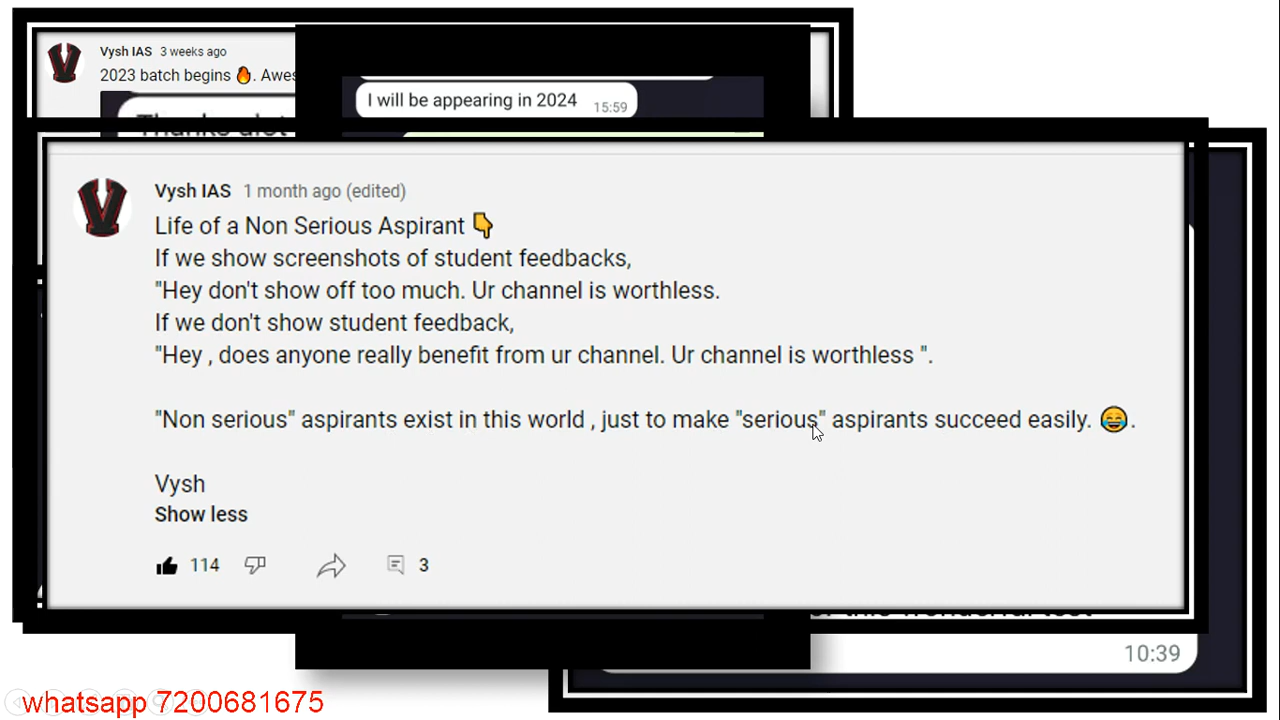 Vysh IAS 3 weeks ago
2023 batch begins 🔥. Awes
I will be appearing in 2024
15:59
Thanks alot
Vysh IAS 1 month ago (edited)
Life of a Non Serious Aspirant 👇
If we show screenshots of student feedbacks,
"Hey don't show off too much. Ur channel is worthless.
If we don't show student feedback,
"Hey , does anyone really benefit from ur channel. Ur channel is worthless ".
"Non serious" aspirants exist in this world , just to make "serious" aspirants succeed easily. 😂.
Vysh
Show less
114
3
10:39
whatsapp 7200681675